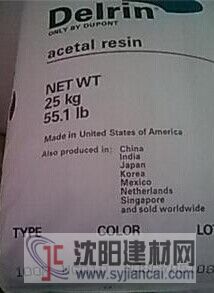 Delrin
ONLY BY DUPONT
acetal resin
NET WT
25 kg
55.1 lb
Made in United States of America
Also produced in: China
India
Japan
Korea
Mexico
Netherlands
Singapore
and sold worldwide
TYPE COLOR LO
沈阳建材网
www.syjiancai.com